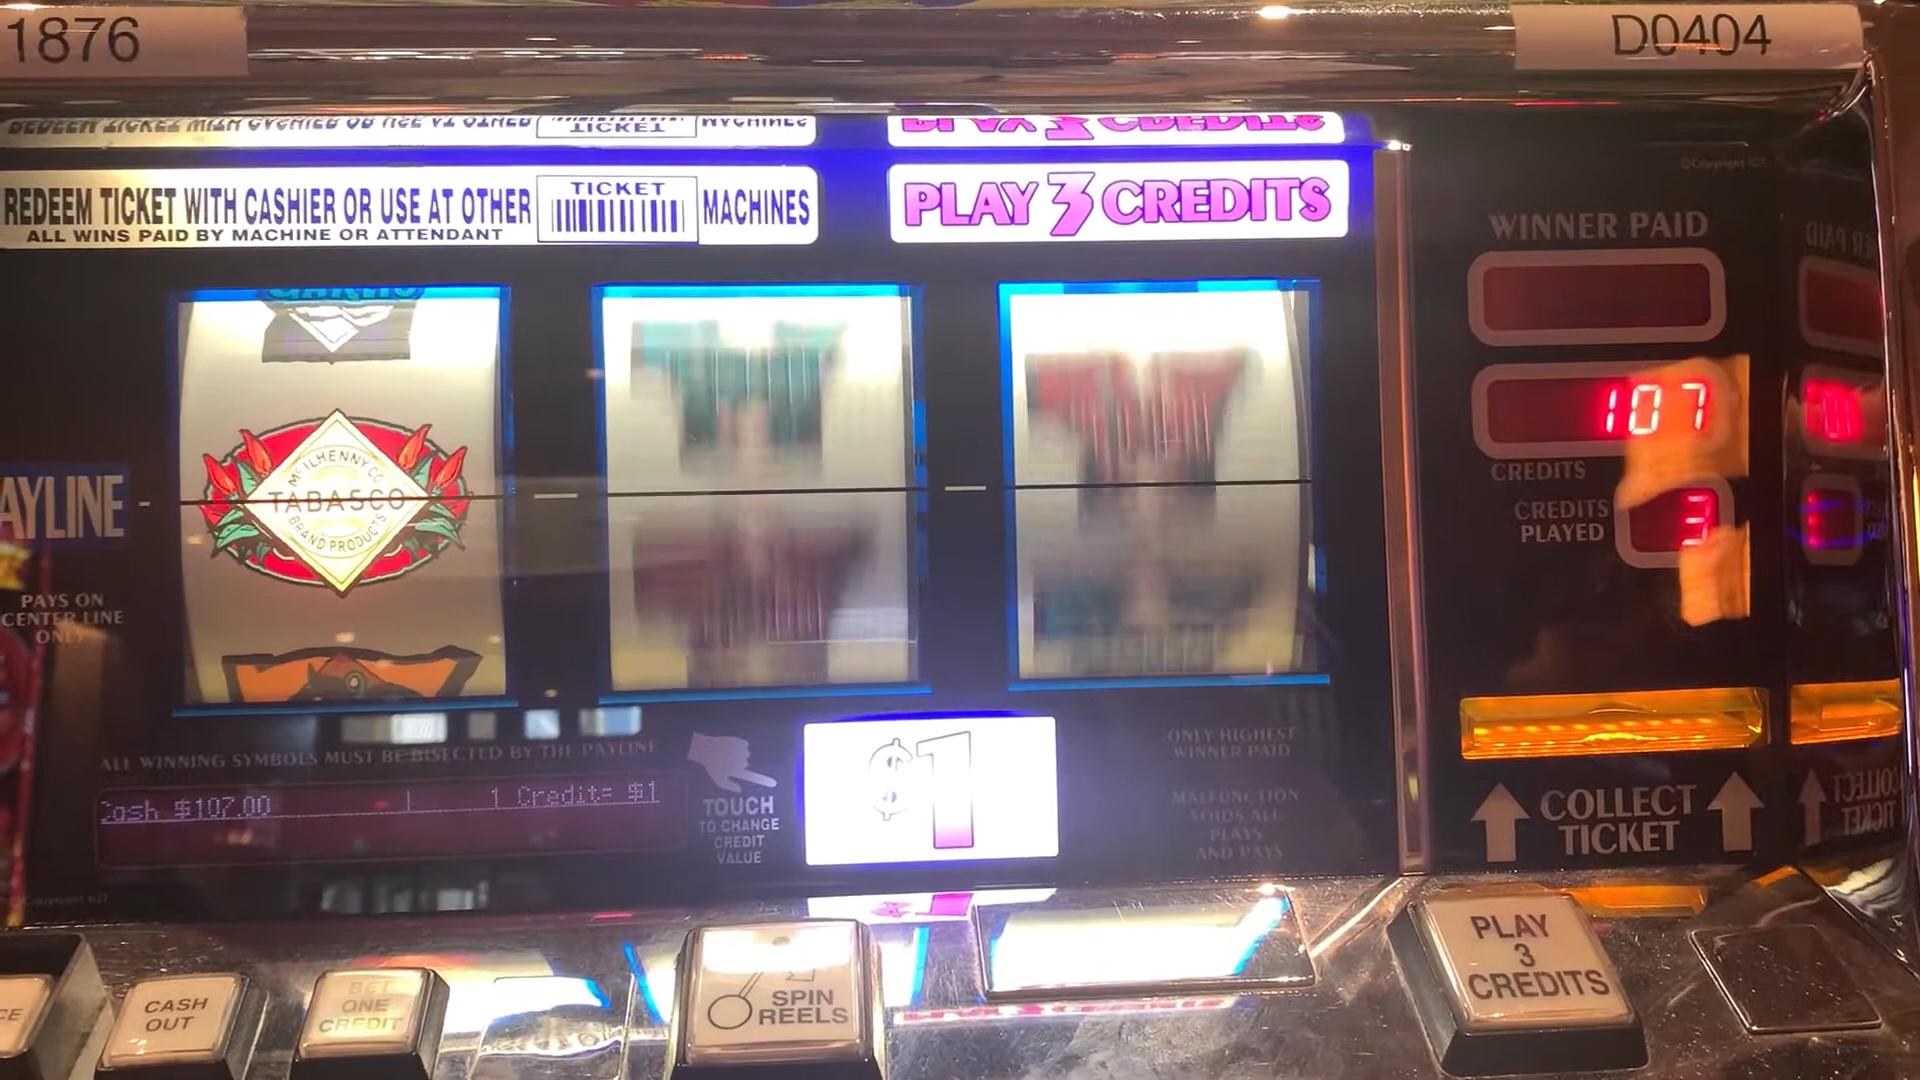 1876
D0404
REDEEM TICKET WITH CASHIER OR USE AT OTHER
TICKET
MACHINES
ALL WINS PAID BY MACHINE OR ATTENDANT
PLAY 3 CREDITS
WINNER PAID
107
CREDITS
CREDITS
PLAYED
3
McILHENNY CO
TABASCO
BRAND PRODUCTS
AYLINE
PAYS ON
CENTER LINE
ONLY
ALL WINNING SYMBOLS MUST BE BISECTED BY THE PAYLINE
Cash $107.00
1 Credit= $1
TOUCH
TO CHANGE
CREDIT
VALUE
$1
ONLY HIGHEST
WINNER PAID
MALFUNCTION
VOIDS ALL
PLAYS
AND PAYS
COLLECT
TICKET
CE
CASH
OUT
BET
ONE
CREDIT
SPIN
REELS
PLAY
3
CREDITS